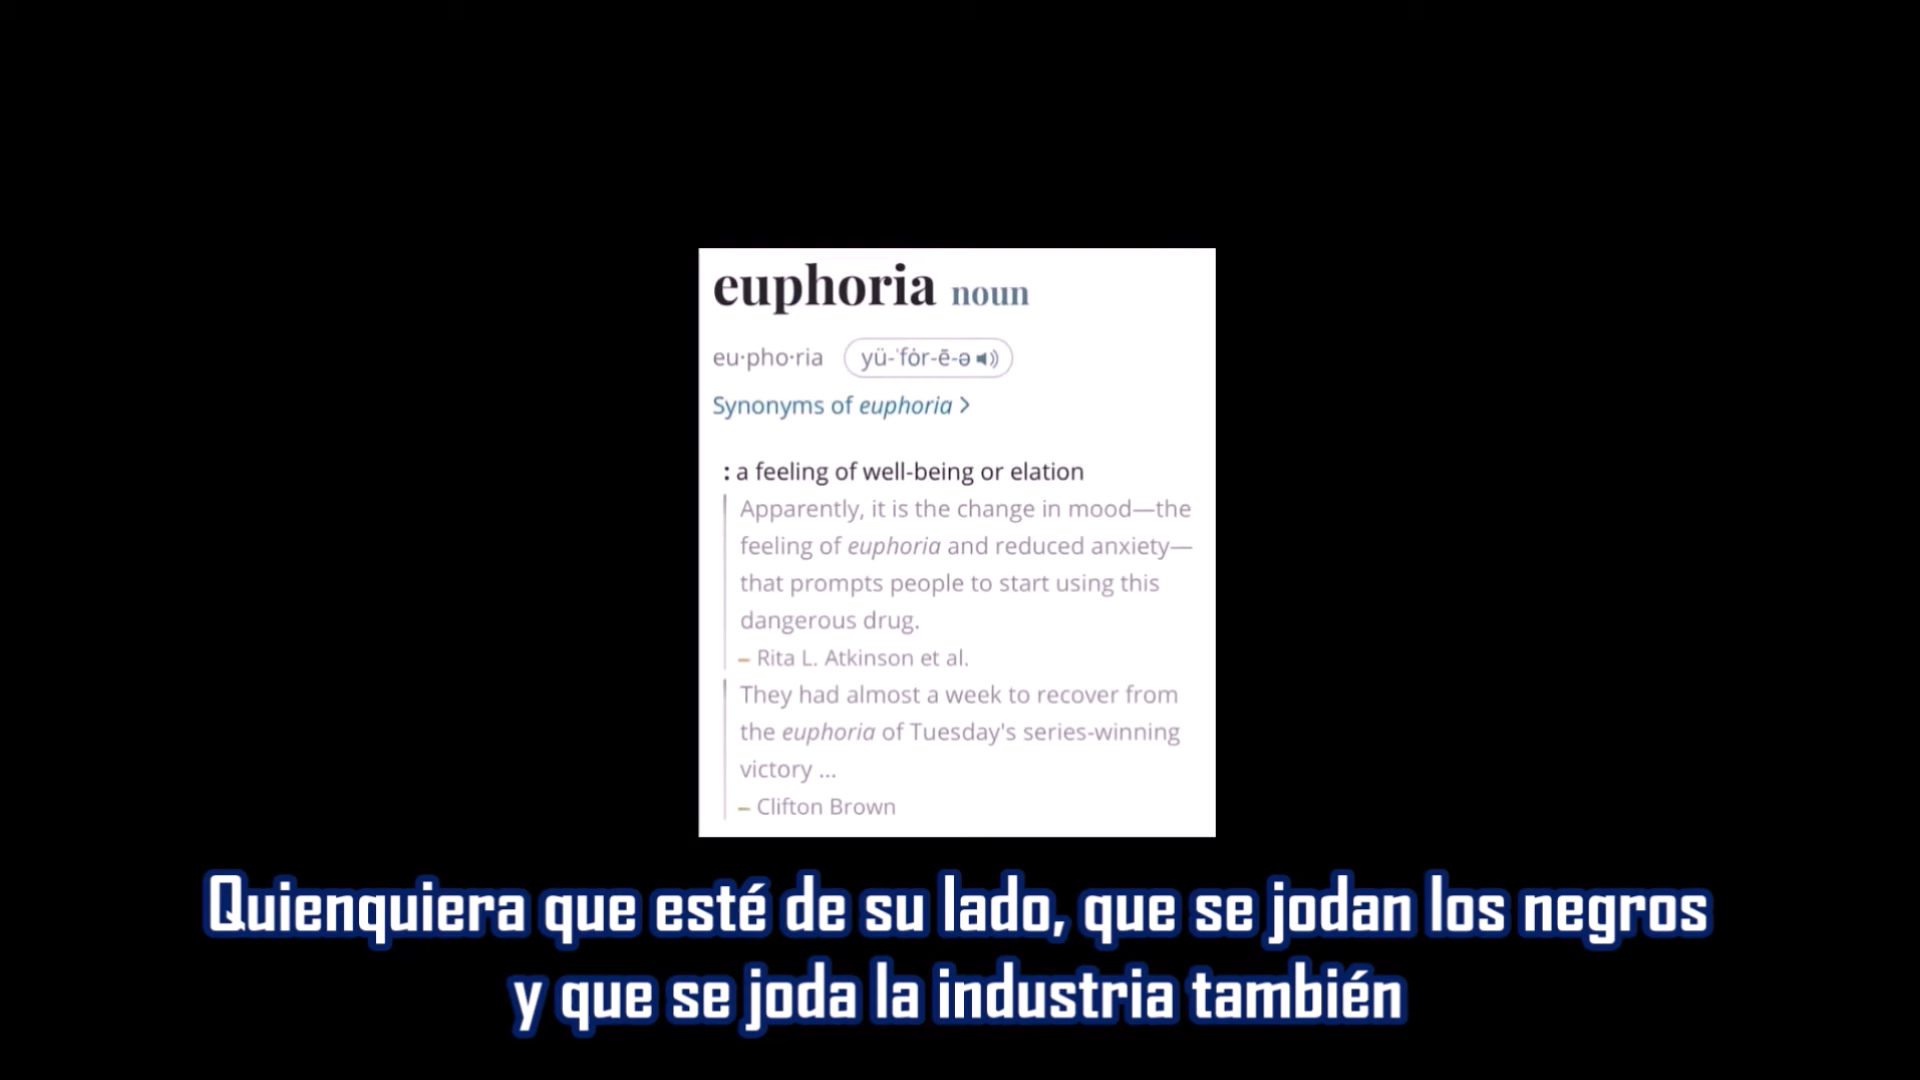 euphoria noun
eu·pho·ria yü-ˈfȯr-ē-ə
Synonyms of euphoria >
: a feeling of well-being or elation
Apparently, it is the change in mood—the
feeling of euphoria and reduced anxiety—
that prompts people to start using this
dangerous drug.
– Rita L. Atkinson et al.
They had almost a week to recover from
the euphoria of Tuesday's series-winning
victory ...
– Clifton Brown
Quienquiera que esté de su lado, que se jodan los negros
y que se joda la industria también